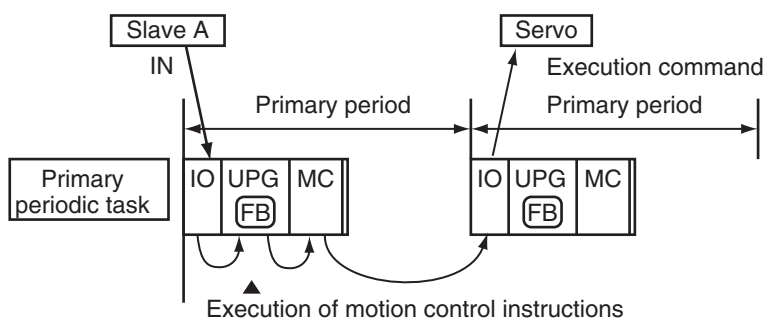 Slave A
Servo
IN
Execution command
Primary period
Primary period
Primary
periodic task
IO
UPG
FB
MC
IO
UPG
FB
MC
Execution of motion control instructions